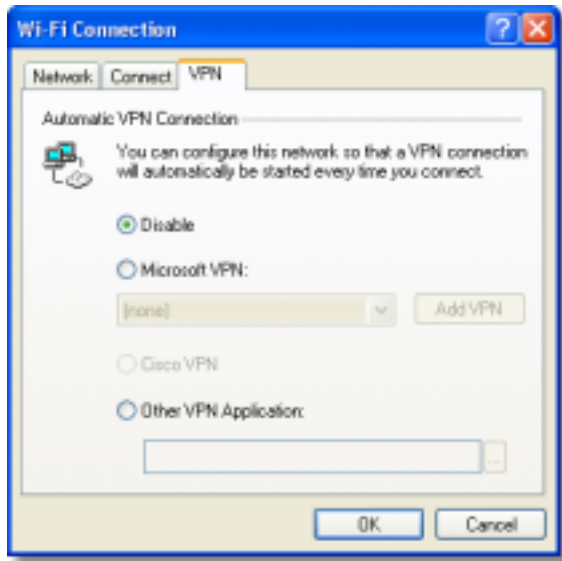 Wi-Fi Connection
Network Connect VPN
Automatic VPN Connection
You can configure this network so that a VPN connection
will automatically be started every time you connect.
Disable
Microsoft VPN:
[none] Add VPN
Cisco VPN
Other VPN Application:
...
OK Cancel